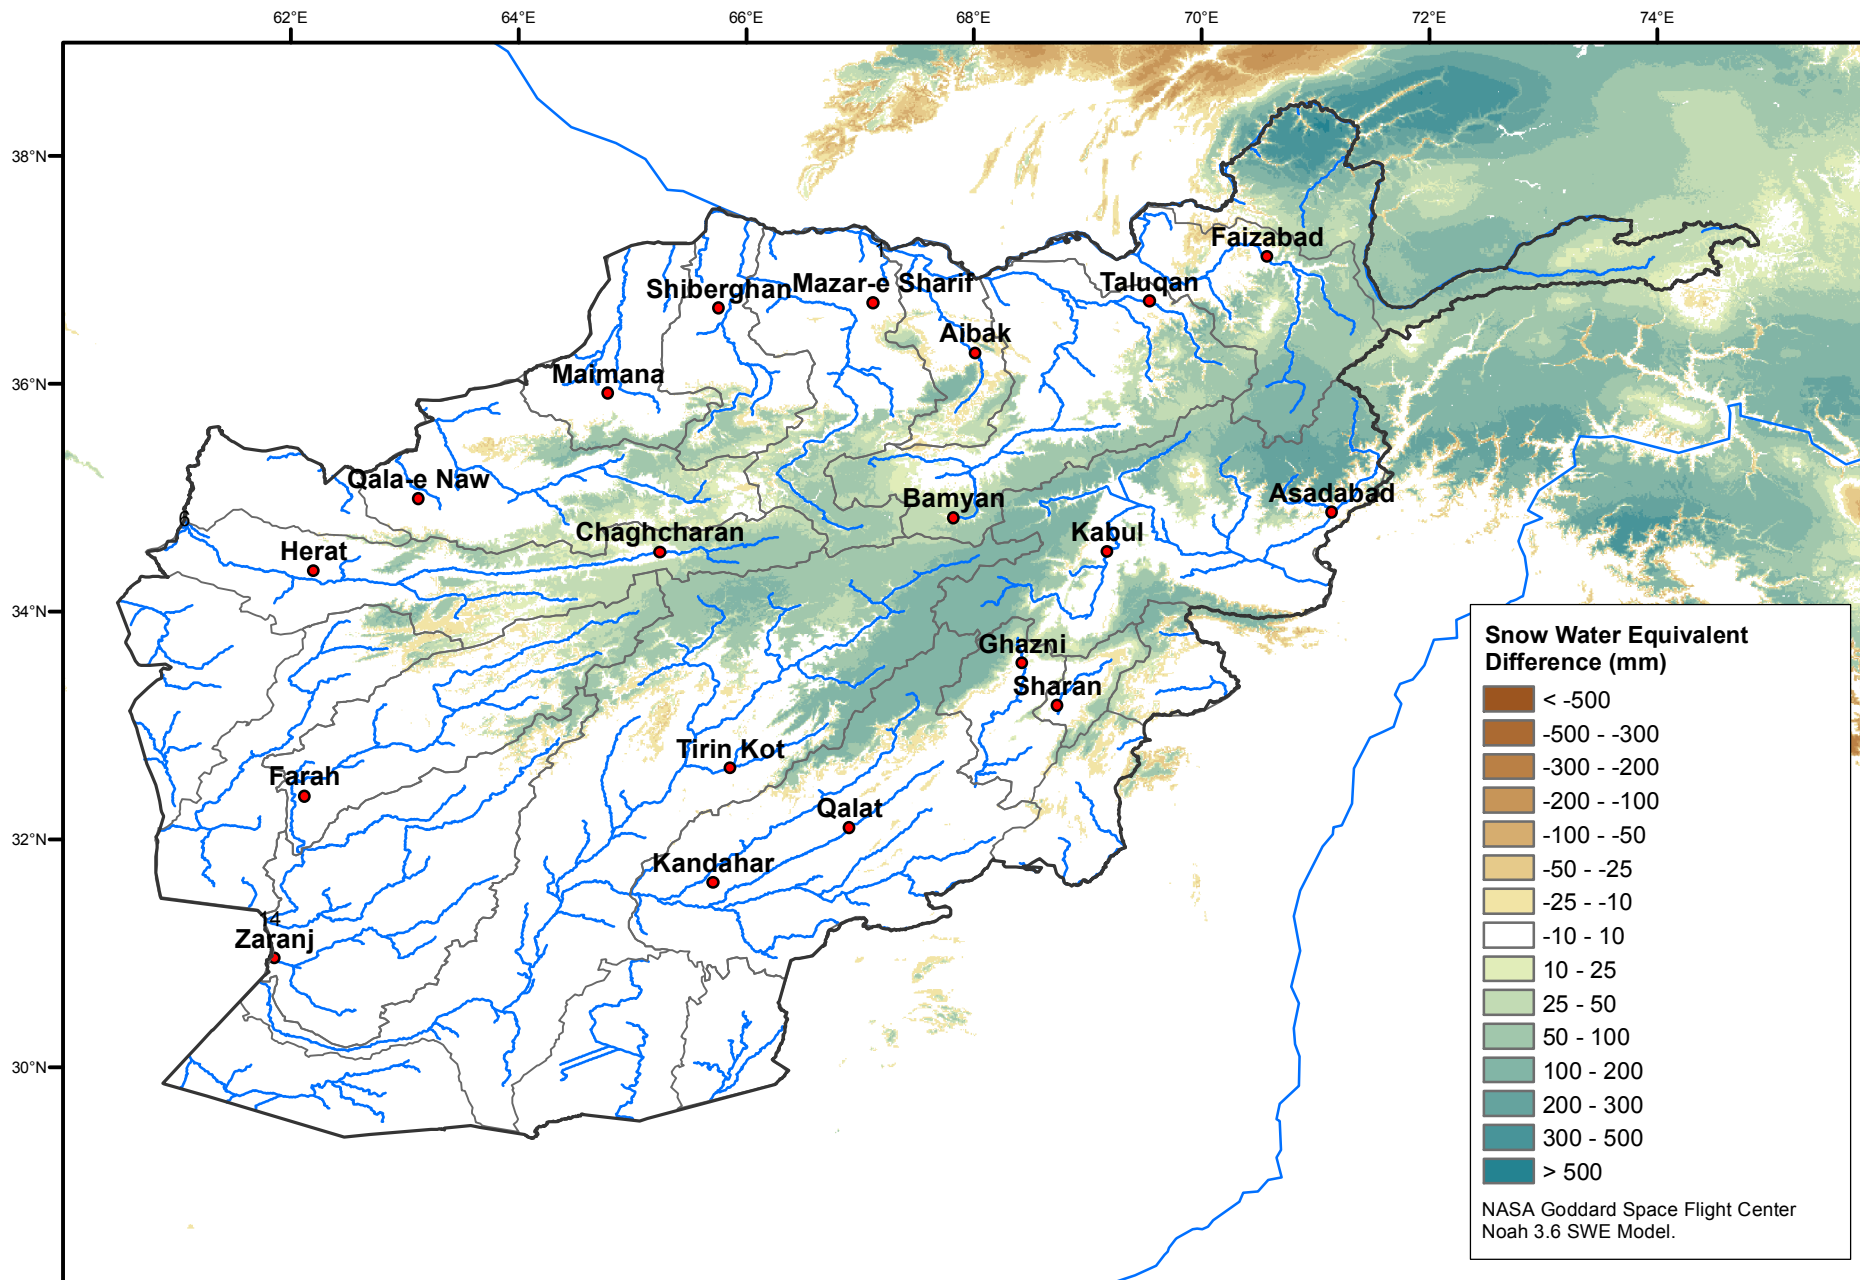 62°E 64°E 66°E 68°E 70°E 72°E 74°E
38°N
36°N
34°N
32°N
30°N
Faizabad
Shiberghan
Mazar-e Sharif
Taluqan
Aibak
Maimana
Qala-e Naw
Bamyan
Asadabad
6
Herat
Chaghcharan
Kabul
Ghazni
Sharan
Tirin Kot
Farah
Qalat
Kandahar
14
Zaranj
Snow Water Equivalent
Difference (mm)
< -500
-500 - -300
-300 - -200
-200 - -100
-100 - -50
-50 - -25
-25 - -10
-10 - 10
10 - 25
25 - 50
50 - 100
100 - 200
200 - 300
300 - 500
> 500
NASA Goddard Space Flight Center
Noah 3.6 SWE Model.